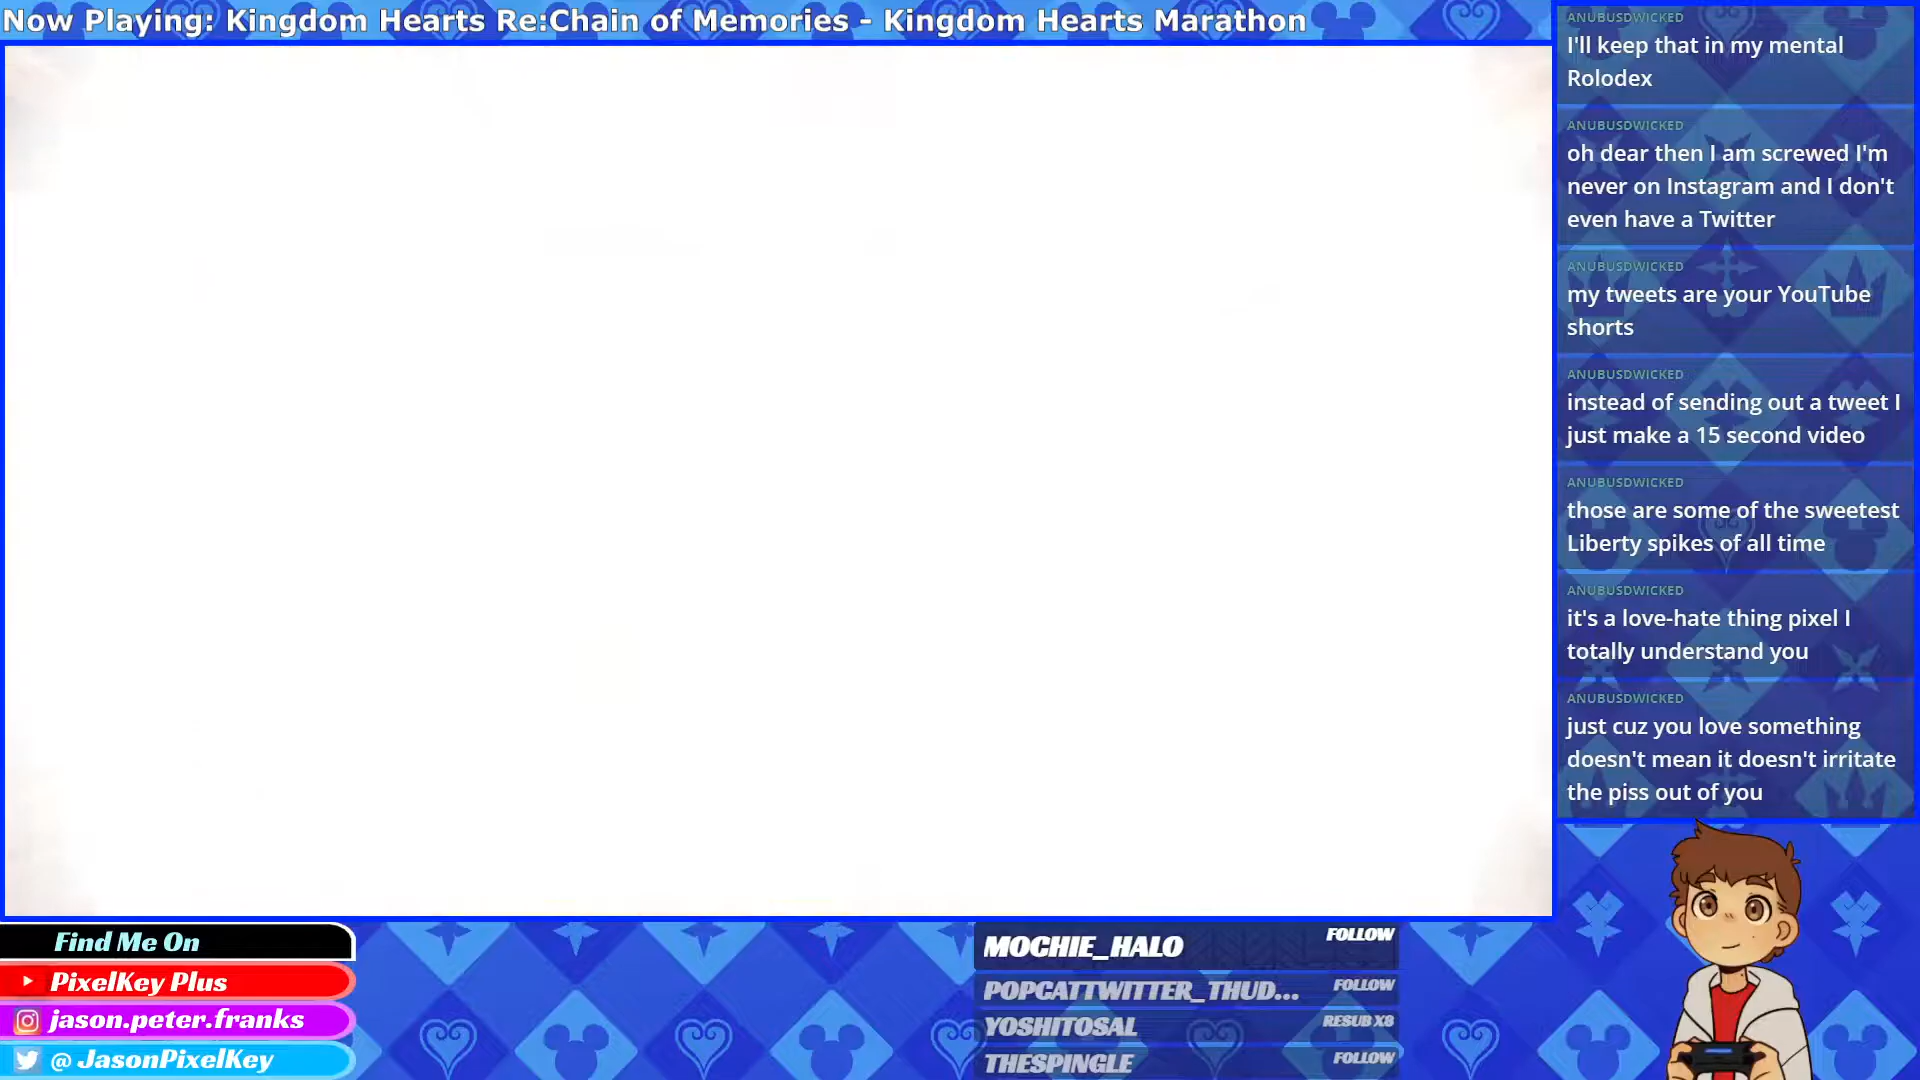 Now Playing: Kingdom Hearts Re:Chain of Memories - Kingdom Hearts Marathon
ANUBUSDWICKED
I'll keep that in my mental
Rolodex
ANUBUSDWICKED
oh dear then I am screwed I'm
never on Instagram and I don't
even have a Twitter
ANUBUSDWICKED
my tweets are your YouTube
shorts
ANUBUSDWICKED
instead of sending out a tweet I
just make a 15 second video
ANUBUSDWICKED
those are some of the sweetest
Liberty spikes of all time
ANUBUSDWICKED
it's a love-hate thing pixel I
totally understand you
ANUBUSDWICKED
just cuz you love something
doesn't mean it doesn't irritate
the piss out of you
Find Me On
PixelKey Plus
jason.peter.franks
@JasonPixelKey
MOCHIE_HALO FOLLOW
POPCATTWITTER_THUD... FOLLOW
YOSHITOSAL RESUB X8
THESPINGLE FOLLOW